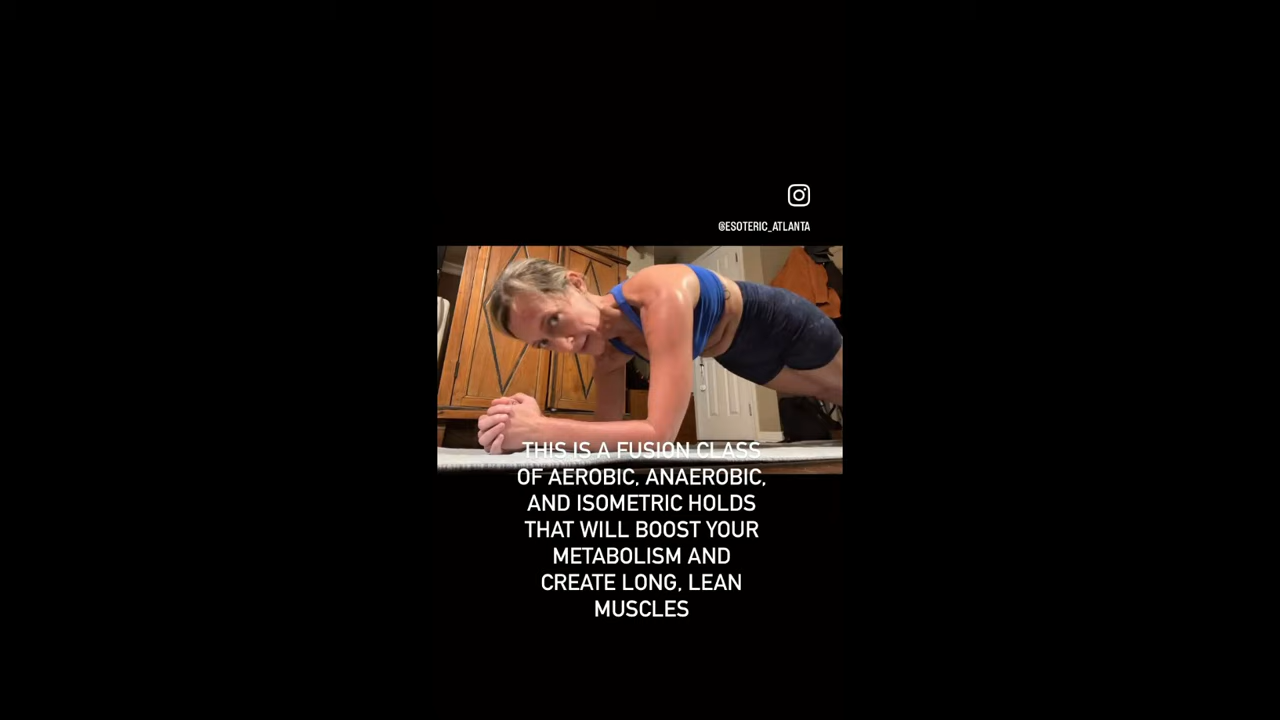 @ESOTERIC_ATLANTA
THIS IS A FUSION CLASS
OF AEROBIC, ANAEROBIC,
AND ISOMETRIC HOLDS
THAT WILL BOOST YOUR
METABOLISM AND
CREATE LONG, LEAN
MUSCLES